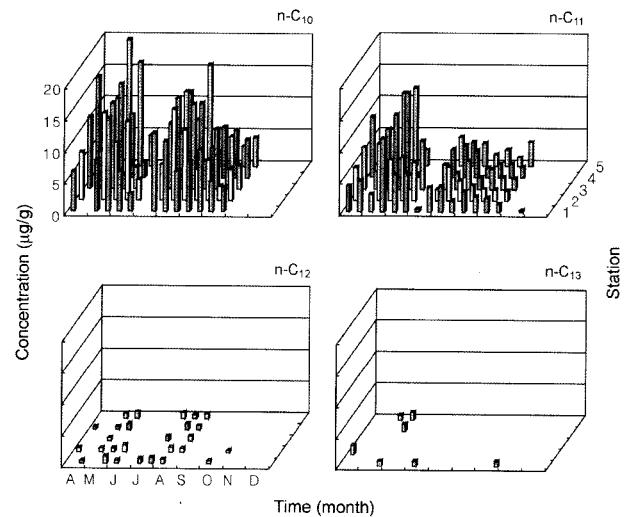 n-C10
n-C11
20
15
10
5
0
Concentration (µg/g)
1 2 3 4 5
Station
n-C12
n-C13
A M J J A S O N D
Time (month)